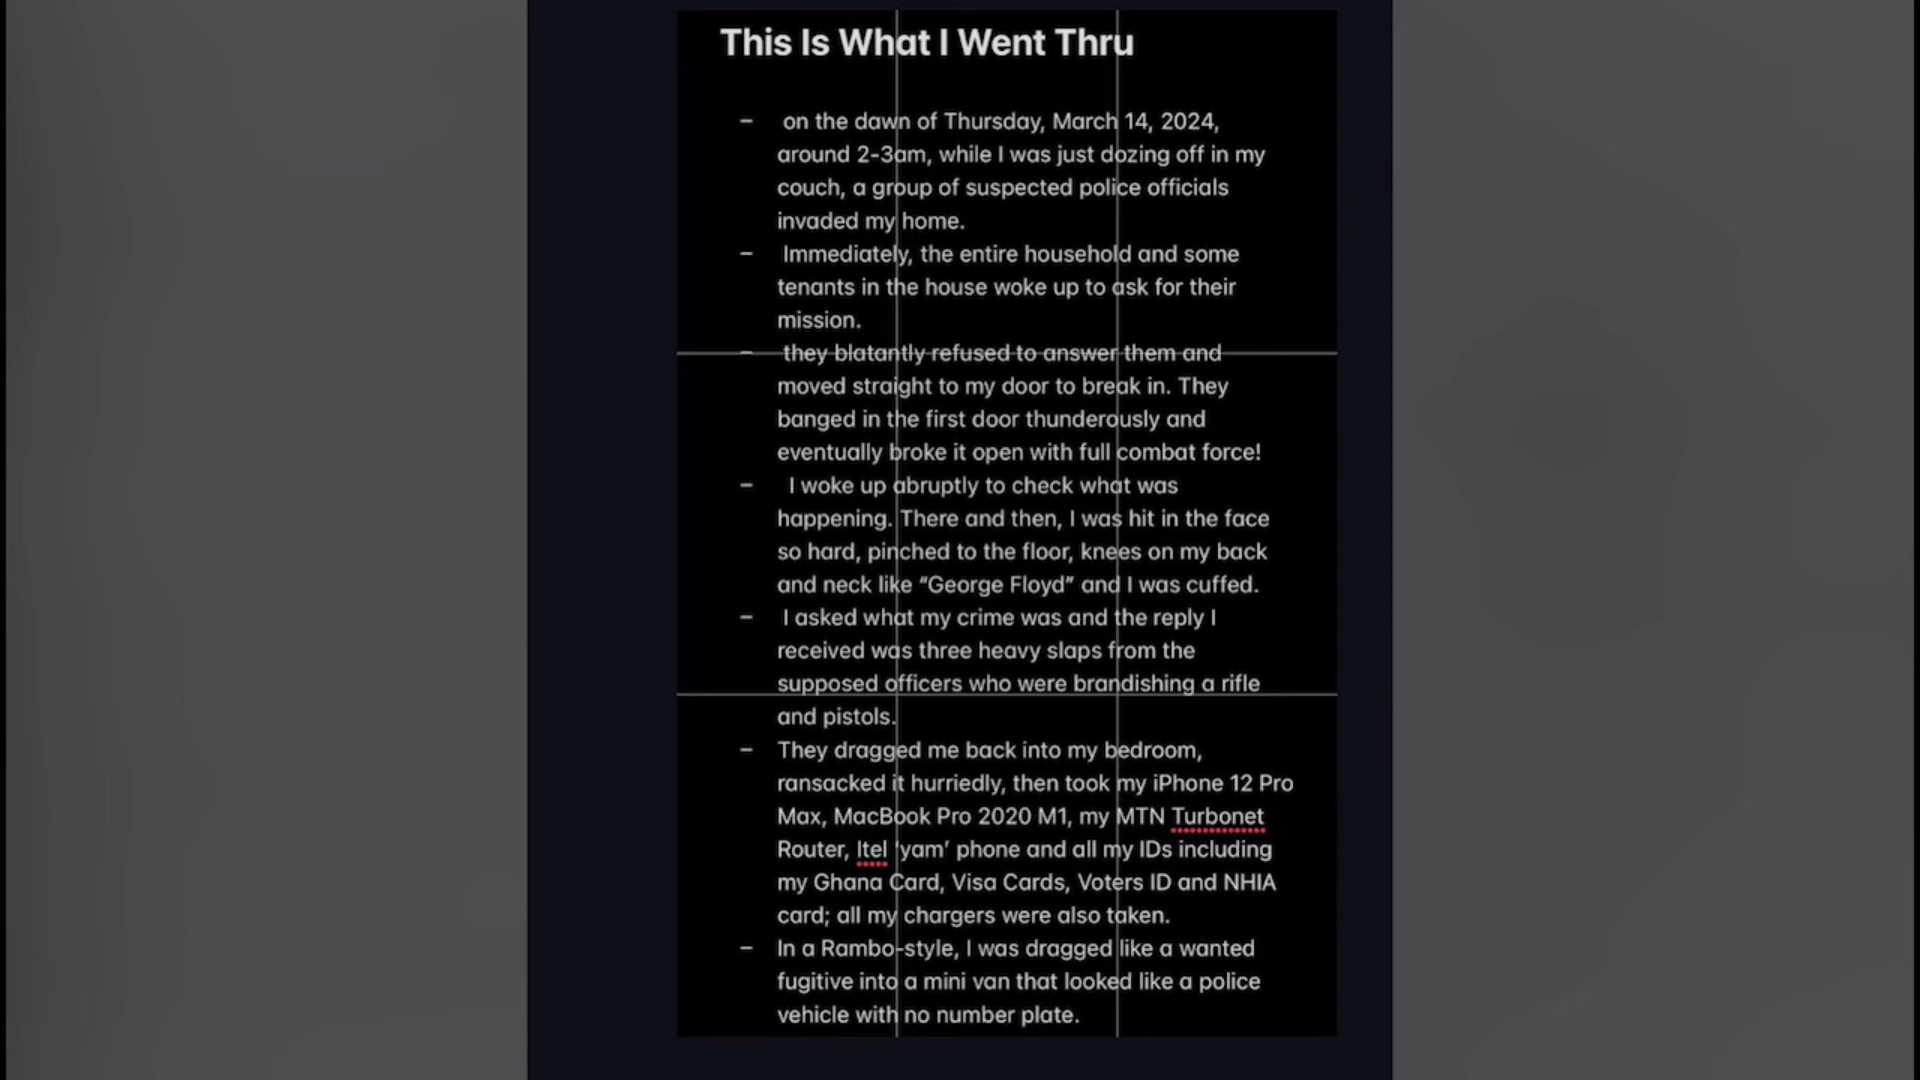 This Is What I Went Thru
– on the dawn of Thursday, March 14, 2024,
around 2-3am, while I was just dozing off in my
couch, a group of suspected police officials
invaded my home.
– Immediately, the entire household and some
tenants in the house woke up to ask for their
mission.
– they blatantly refused to answer them and
moved straight to my door to break in. They
banged in the first door thunderously and
eventually broke it open with full combat force!
– I woke up abruptly to check what was
happening. There and then, I was hit in the face
so hard, pinched to the floor, knees on my back
and neck like “George Floyd” and I was cuffed.
– I asked what my crime was and the reply I
received was three heavy slaps from the
supposed officers who were brandishing a rifle
and pistols.
– They dragged me back into my bedroom,
ransacked it hurriedly, then took my iPhone 12 Pro
Max, MacBook Pro 2020 M1, my MTN Turbonet
Router, Itel ‘yam’ phone and all my IDs including
my Ghana Card, Visa Cards, Voters ID and NHIA
card; all my chargers were also taken.
– In a Rambo-style, I was dragged like a wanted
fugitive into a mini van that looked like a police
vehicle with no number plate.